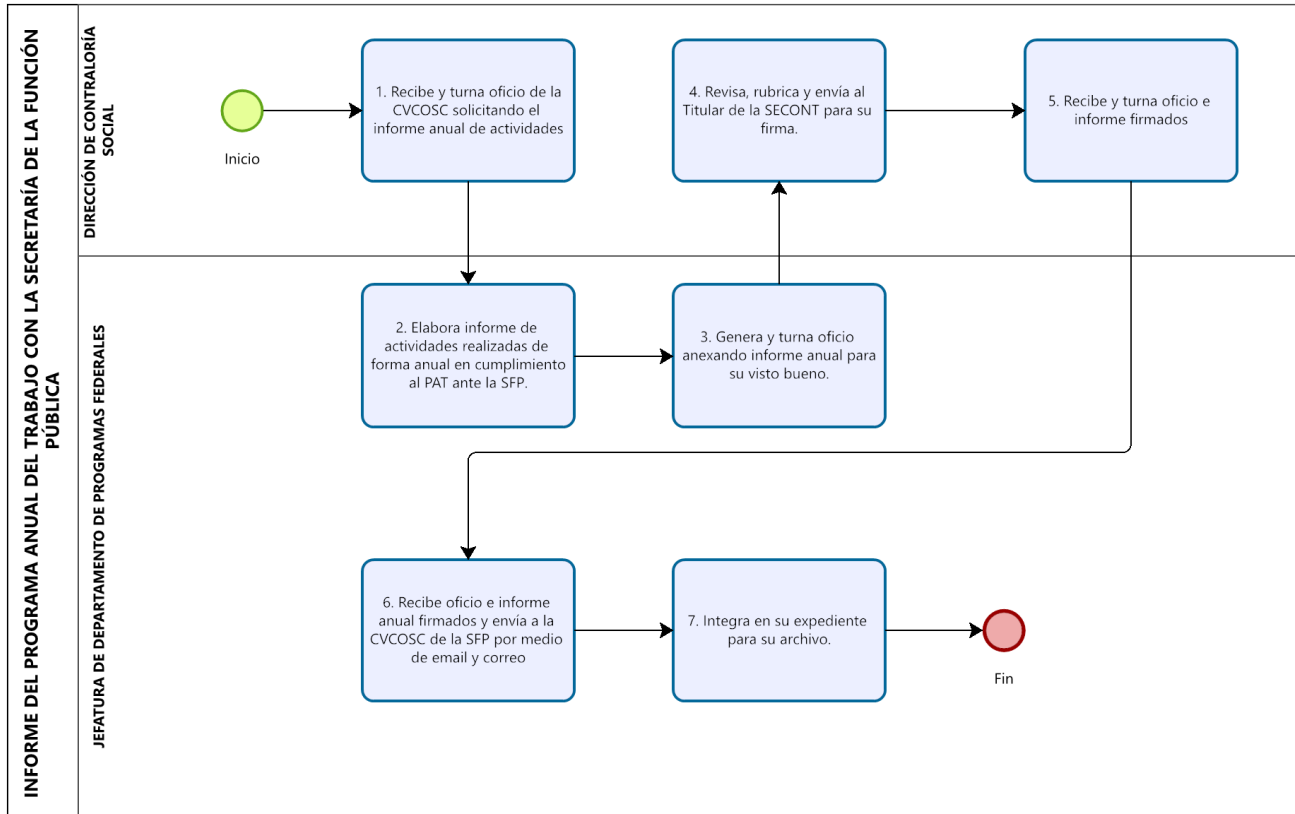 INFORME DEL PROGRAMA ANUAL DEL TRABAJO CON LA SECRETARÍA DE LA FUNCIÓN
PÚBLICA
DIRECCIÓN DE CONTRALORÍA
SOCIAL
Inicio
1. Recibe y turna oficio de la
CVCOSC solicitando el
informe anual de actividades
4. Revisa, rubrica y envía al
Titular de la SECONT para su
firma.
5. Recibe y turna oficio e
informe firmados
JEFATURA DE DEPARTAMENTO DE PROGRAMAS FEDERALES
2. Elabora informe de
actividades realizadas de
forma anual en cumplimiento
al PAT ante la SFP.
3. Genera y turna oficio
anexando informe anual para
su visto bueno.
6. Recibe oficio e informe
anual firmados y envía a la
CVCOSC de la SFP por medio
de email y correo
7. Integra en su expediente
para su archivo.
Fin